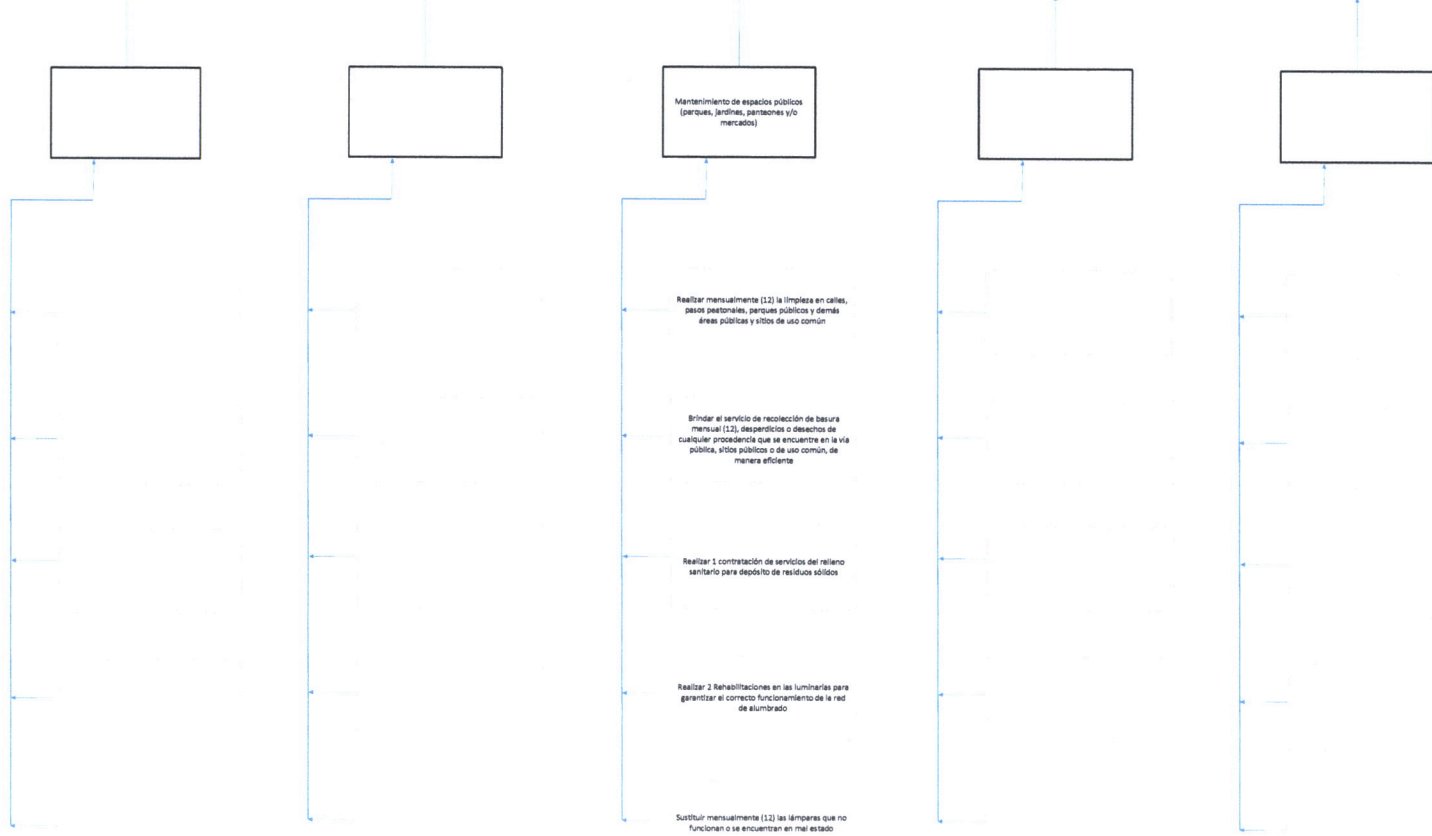 Mantenimiento de espacios públicos
(parques, jardines, panteones y/o
mercados)
Realizar mensualmente (12) la limpieza en calles,
pasos peatonales, parques públicos y demás
áreas públicas y sitios de uso común
Brindar el servicio de recolección de basura
mensual (12), desperdicios o desechos de
cualquier procedencia que se encuentre en la vía
pública, sitios públicos o de uso común, de
manera eficiente
Realizar 1 contratación de servicios del relleno
sanitario para depósito de residuos sólidos
Realizar 2 Rehabilitaciones en las luminarias para
garantizar el correcto funcionamiento de la red
de alumbrado
Sustituir mensualmente (12) las lámparas que no
funcionan o se encuentran en mal estado